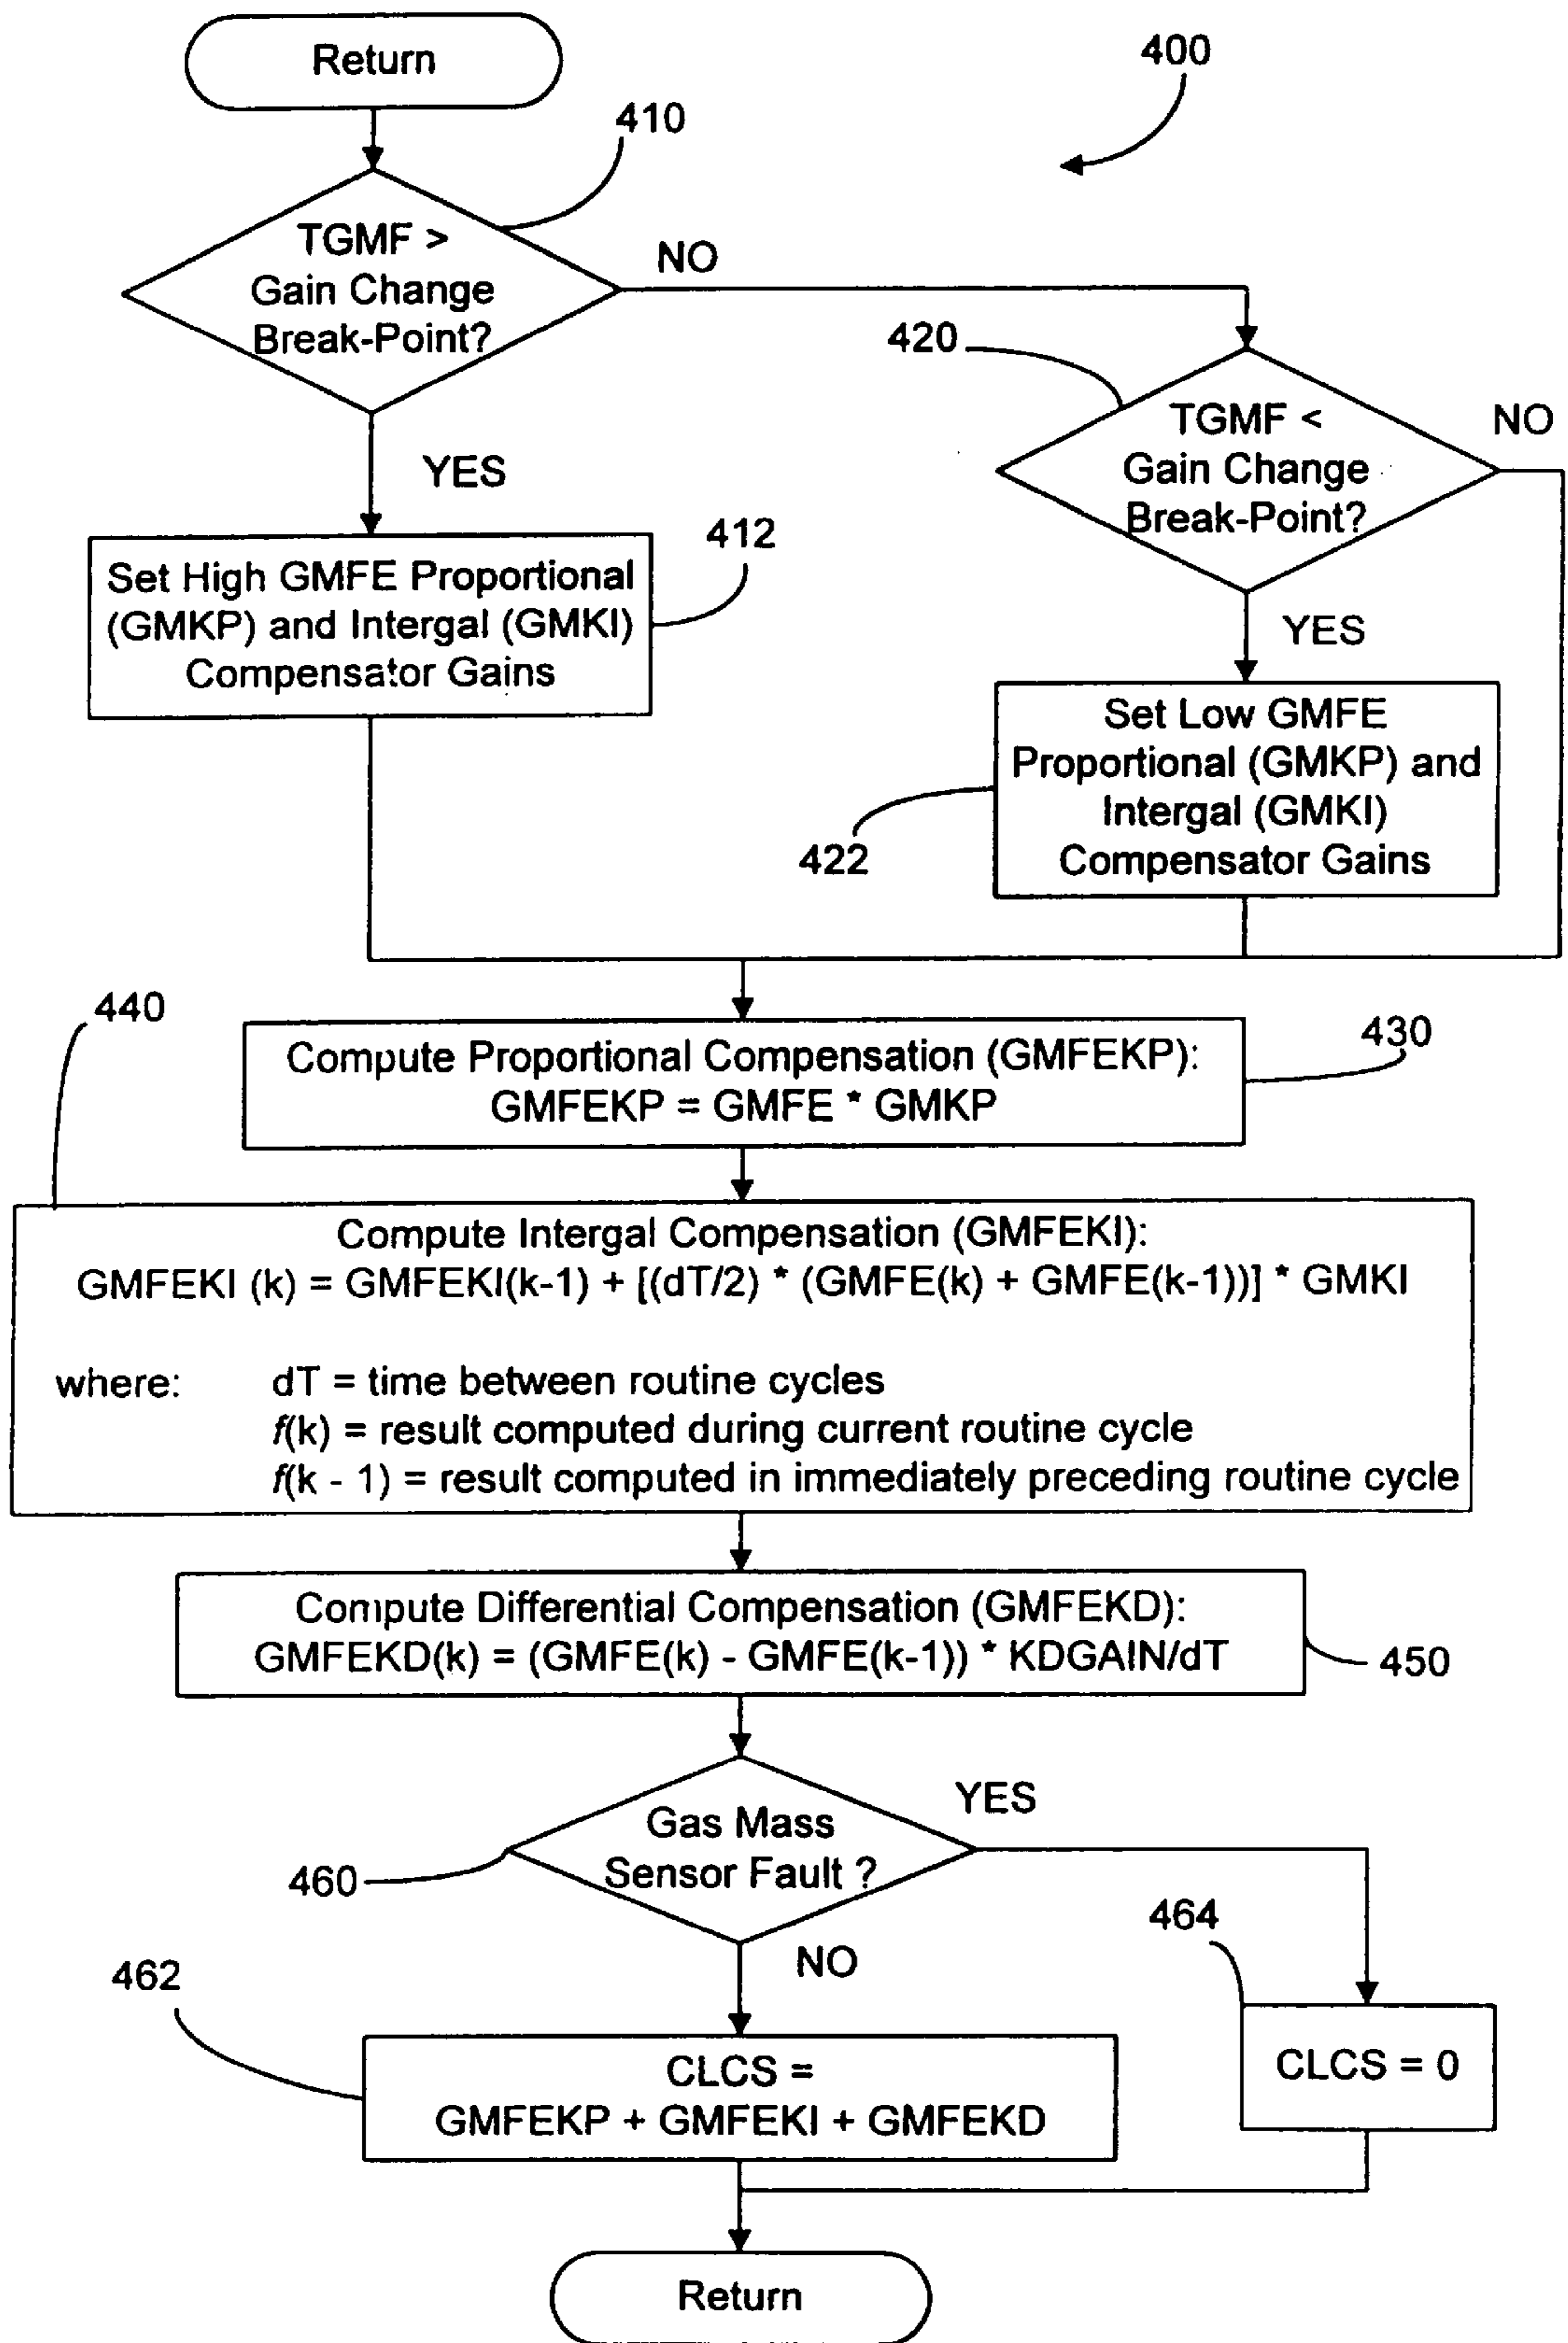 Return
400
410
TGMF >
Gain Change
Break-Point?
NO
420
TGMF <
Gain Change
Break-Point?
NO
YES
412
Set High GMFE Proportional
(GMKP) and Intergal (GMKI)
Compensator Gains
YES
Set Low GMFE
Proportional (GMKP) and
Intergal (GMKI)
Compensator Gains
422
440
430
Compute Proportional Compensation (GMFEKP):
GMFEKP = GMFE * GMKP
Compute Intergal Compensation (GMFEKI):
GMFEKI (k) = GMFEKI(k-1) + [(dT/2) * (GMFE(k) + GMFE(k-1))] * GMKI
where: dT = time between routine cycles
f(k) = result computed during current routine cycle
f(k - 1) = result computed in immediately preceding routine cycle
Compute Differential Compensation (GMFEKD):
GMFEKD(k) = (GMFE(k) - GMFE(k-1)) * KDGAIN/dT
450
YES
Gas Mass
Sensor Fault ?
460
464
NO
462
CLCS =
GMFEKP + GMFEKI + GMFEKD
CLCS = 0
Return